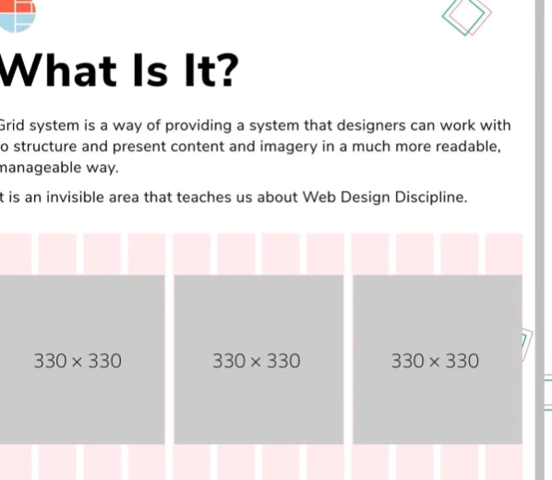 What Is It?
Grid system is a way of providing a system that designers can work with
o structure and present content and imagery in a much more readable,
manageable way.
t is an invisible area that teaches us about Web Design Discipline.
330 × 330 330 × 330 330 × 330